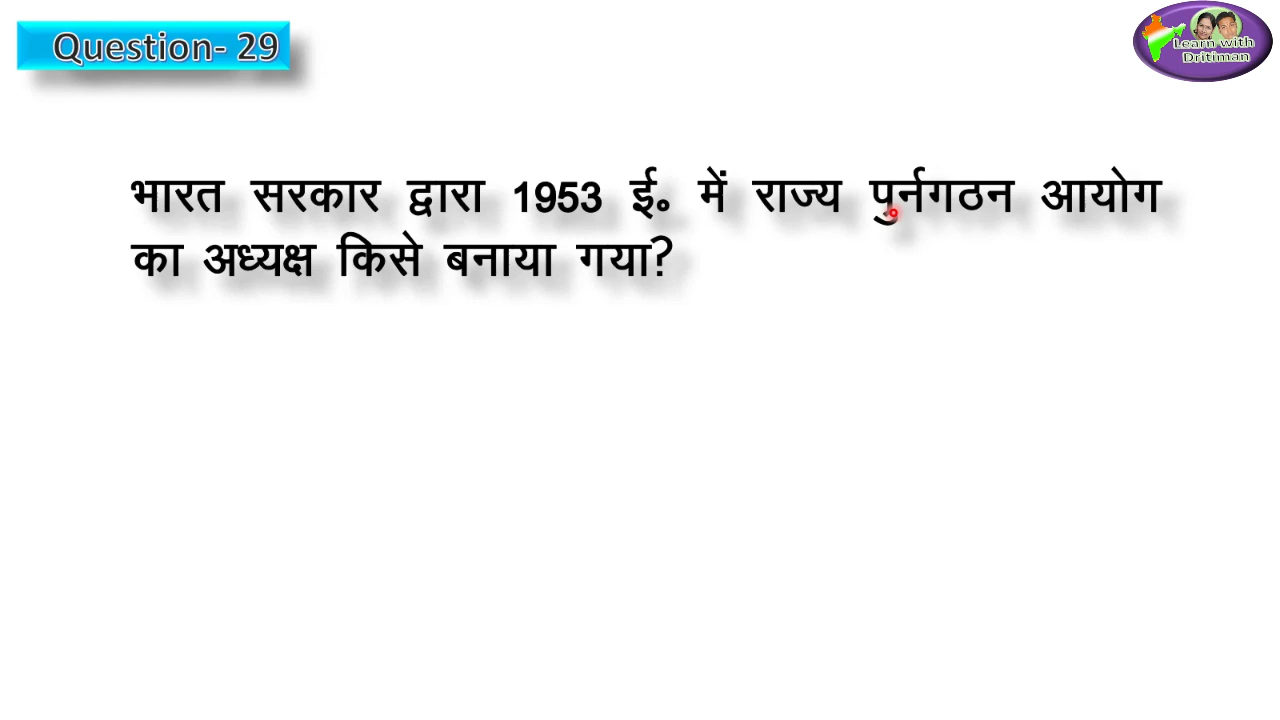 Question- 29
Learn with
Dritiman
भारत सरकार द्वारा 1953 ई॰ में राज्य पुर्नगठन आयोग
का अध्यक्ष किसे बनाया गया?